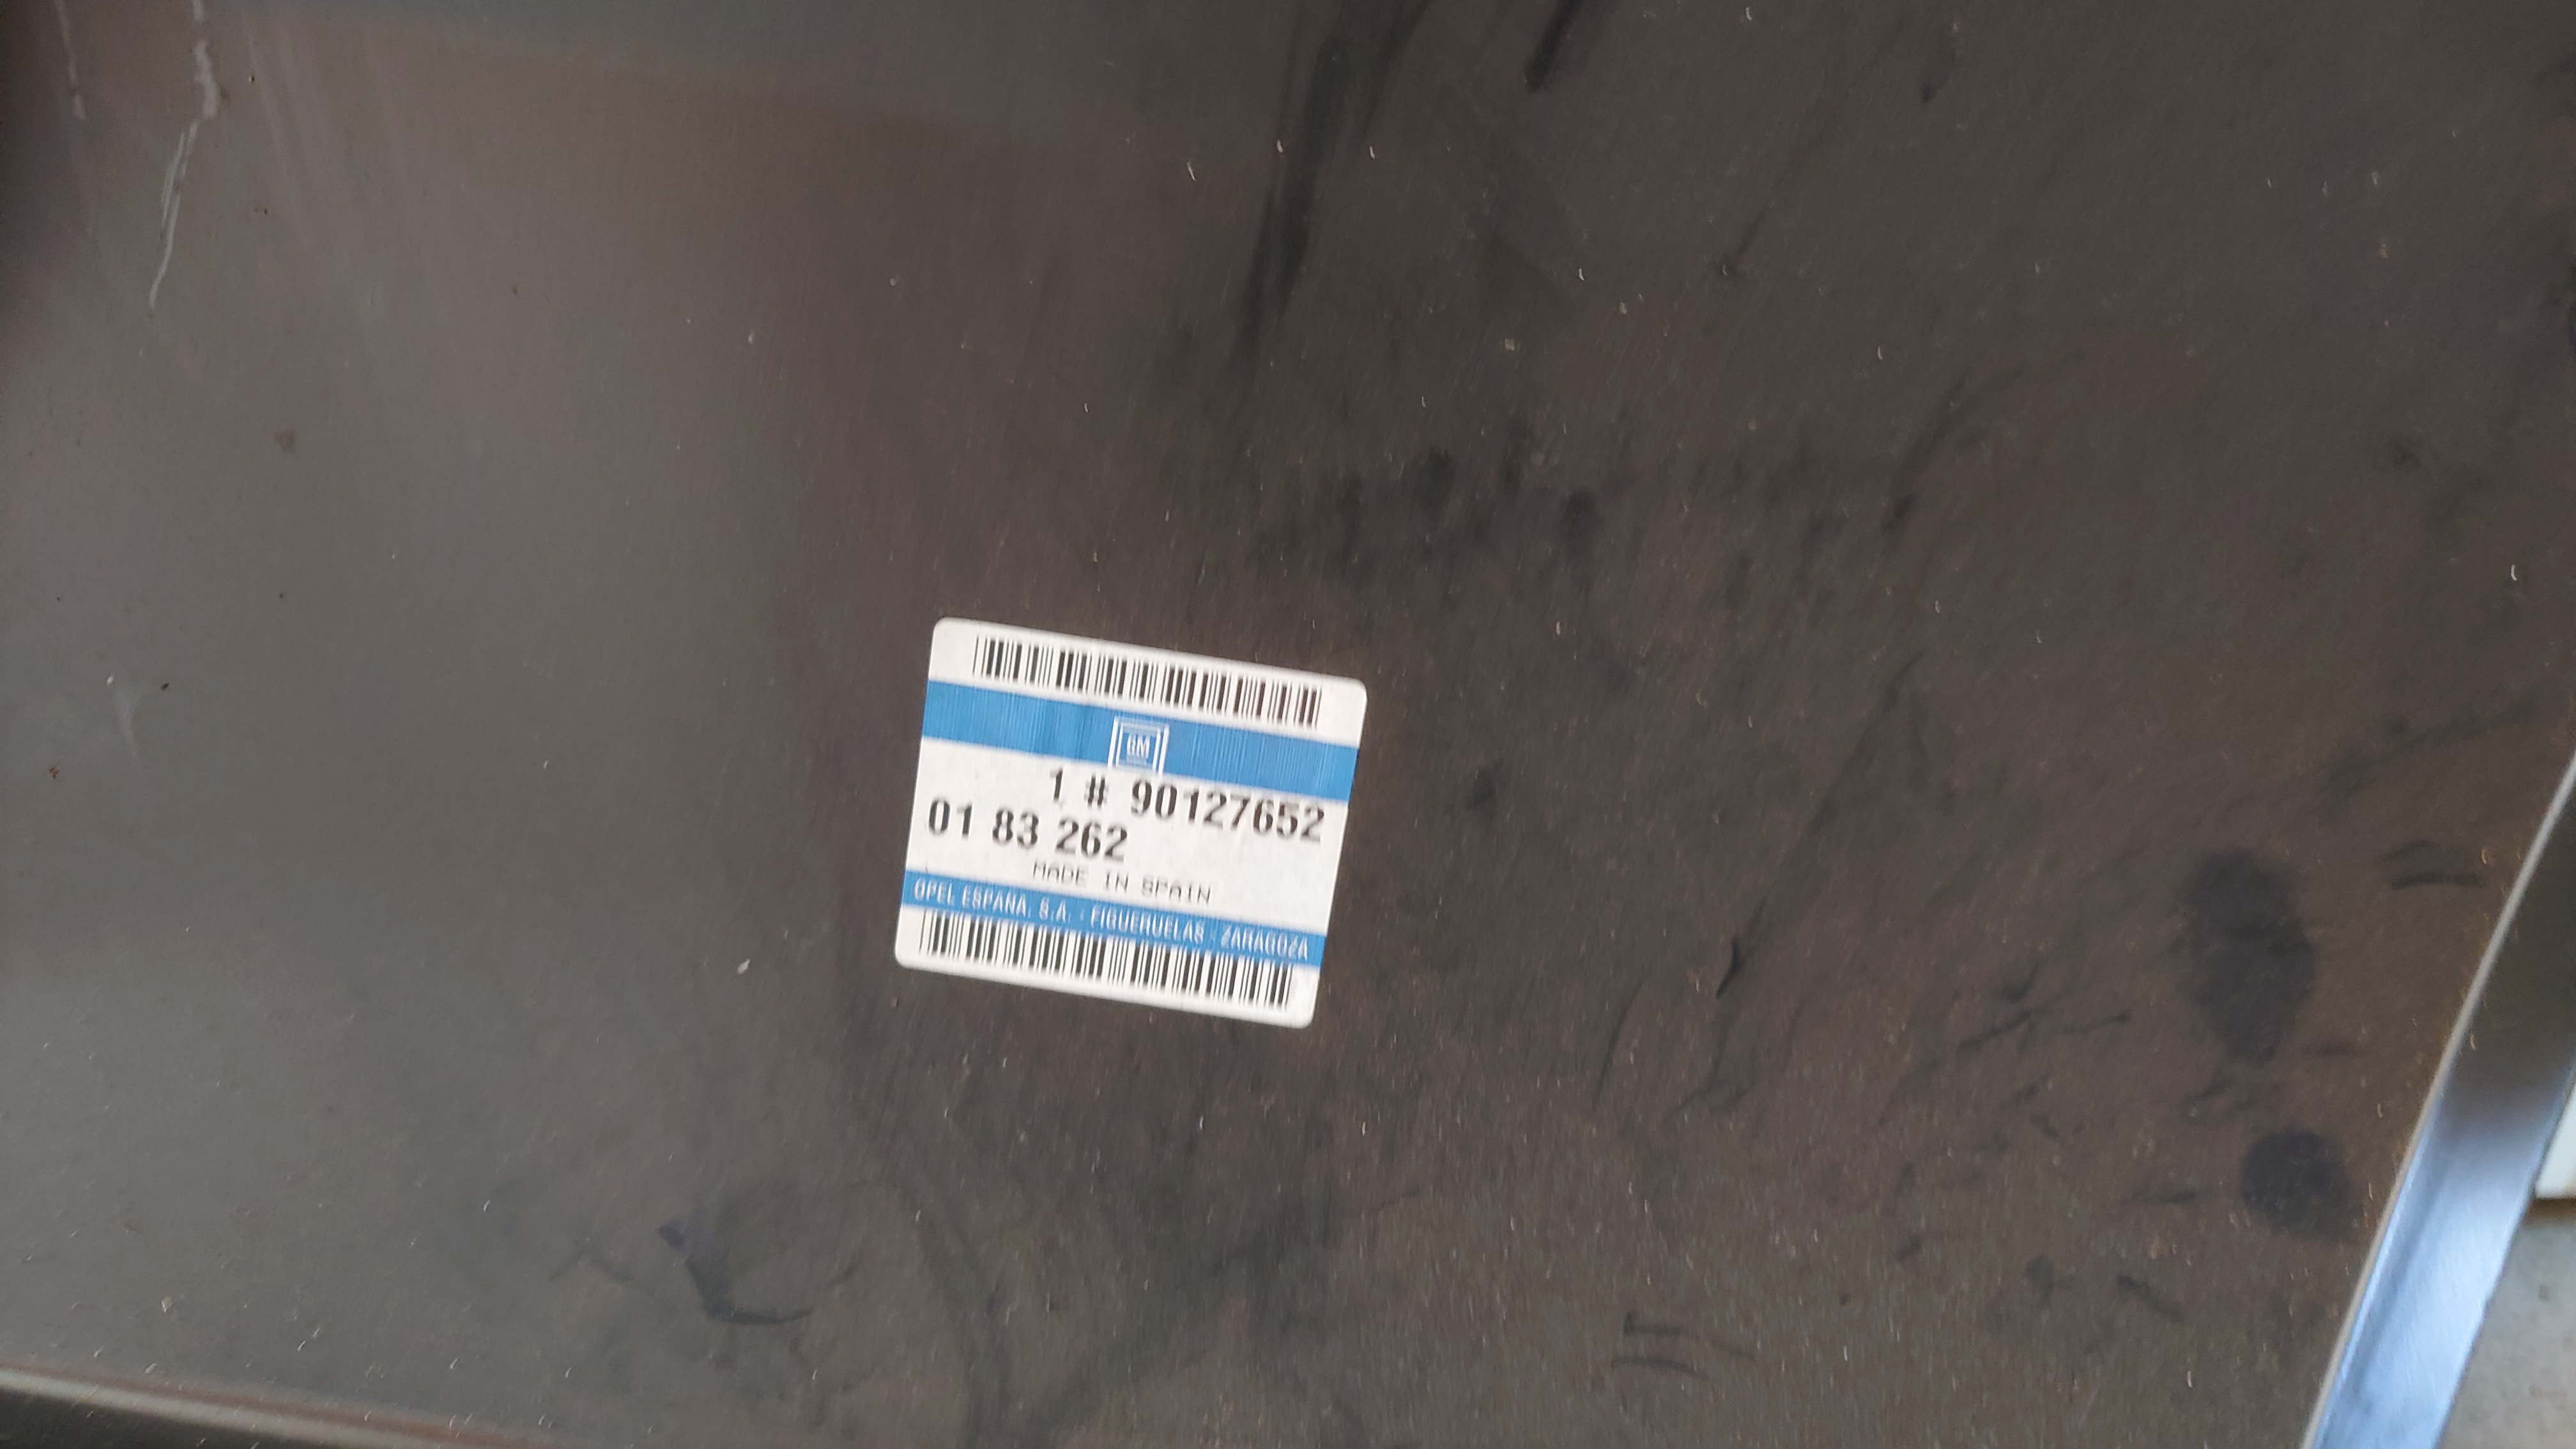 GM
1 # 90127652
01 83 262
MADE IN SPAIN
OPEL ESPAÑA, S.A. - FIGUERUELAS - ZARAGOZA